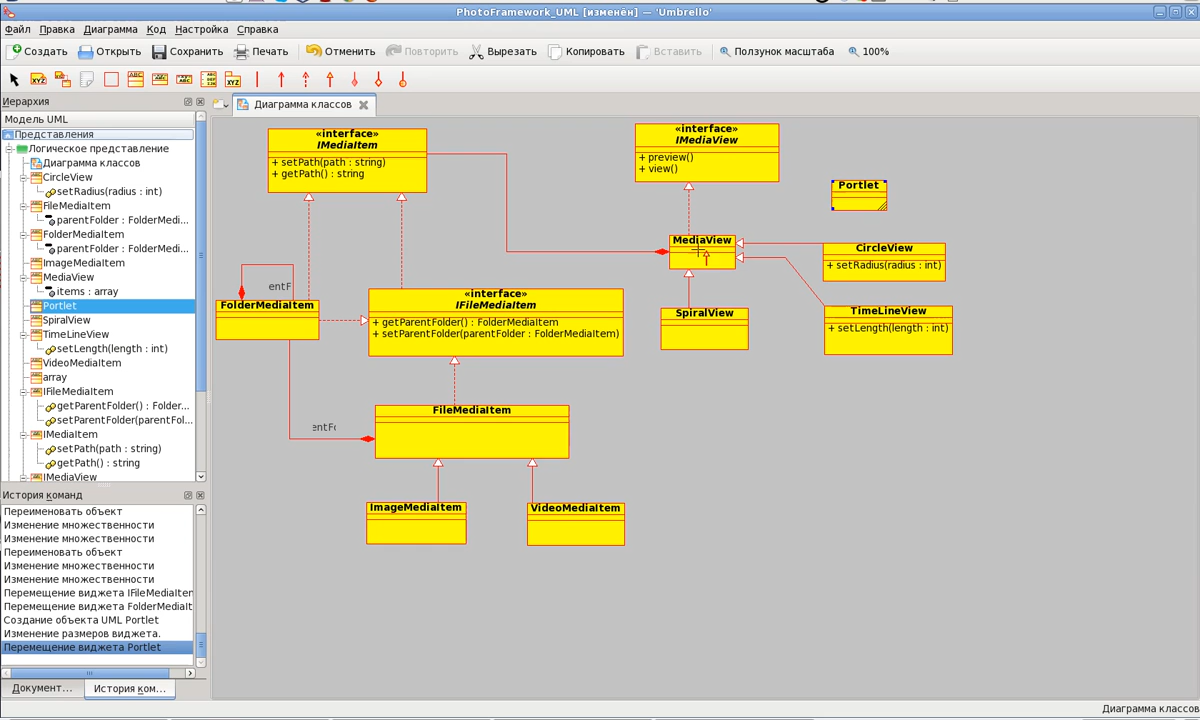 PhotoFramework_UML [изменён] — 'Umbrello'
Файл Правка Диаграмма Код Настройка Справка
Создать Открыть Сохранить Печать Отменить Повторить Вырезать Копировать Вставить Ползунок масштаба 100%
Иерархия
Модель UML
Представления
Логическое представление
Диаграмма классов
CircleView
setRadius(radius : int)
FileMediaItem
parentFolder : FolderMedi...
FolderMediaItem
parentFolder : FolderMedi...
ImageMediaItem
MediaView
items : array
Portlet
SpiralView
TimeLineView
setLength(length : int)
VideoMediaItem
array
IFileMediaItem
getParentFolder() : Folder...
setParentFolder(parentFol...
IMediaItem
setPath(path : string)
getPath() : string
IMediaView
История команд
Переименовать объект
Изменение множественности
Изменение множественности
Переименовать объект
Изменение множественности
Изменение множественности
Перемещение виджета IFileMediaIter
Перемещение виджета FolderMediaIt
Создание объекта UML Portlet
Изменение размеров виджета.
Перемещение виджета Portlet
Документ... История ком...
Диаграмма классов
«interface»
IMediaItem
+ setPath(path : string)
+ getPath() : string
«interface»
IMediaView
+ preview()
+ view()
Portlet
MediaView
CircleView
+ setRadius(radius : int)
entF
FolderMediaItem
«interface»
IFileMediaItem
+ getParentFolder() : FolderMediaItem
+ setParentFolder(parentFolder : FolderMediaItem)
SpiralView
TimeLineView
+ setLength(length : int)
FileMediaItem
entFo
ImageMediaItem
VideoMediaItem
Диаграмма классов